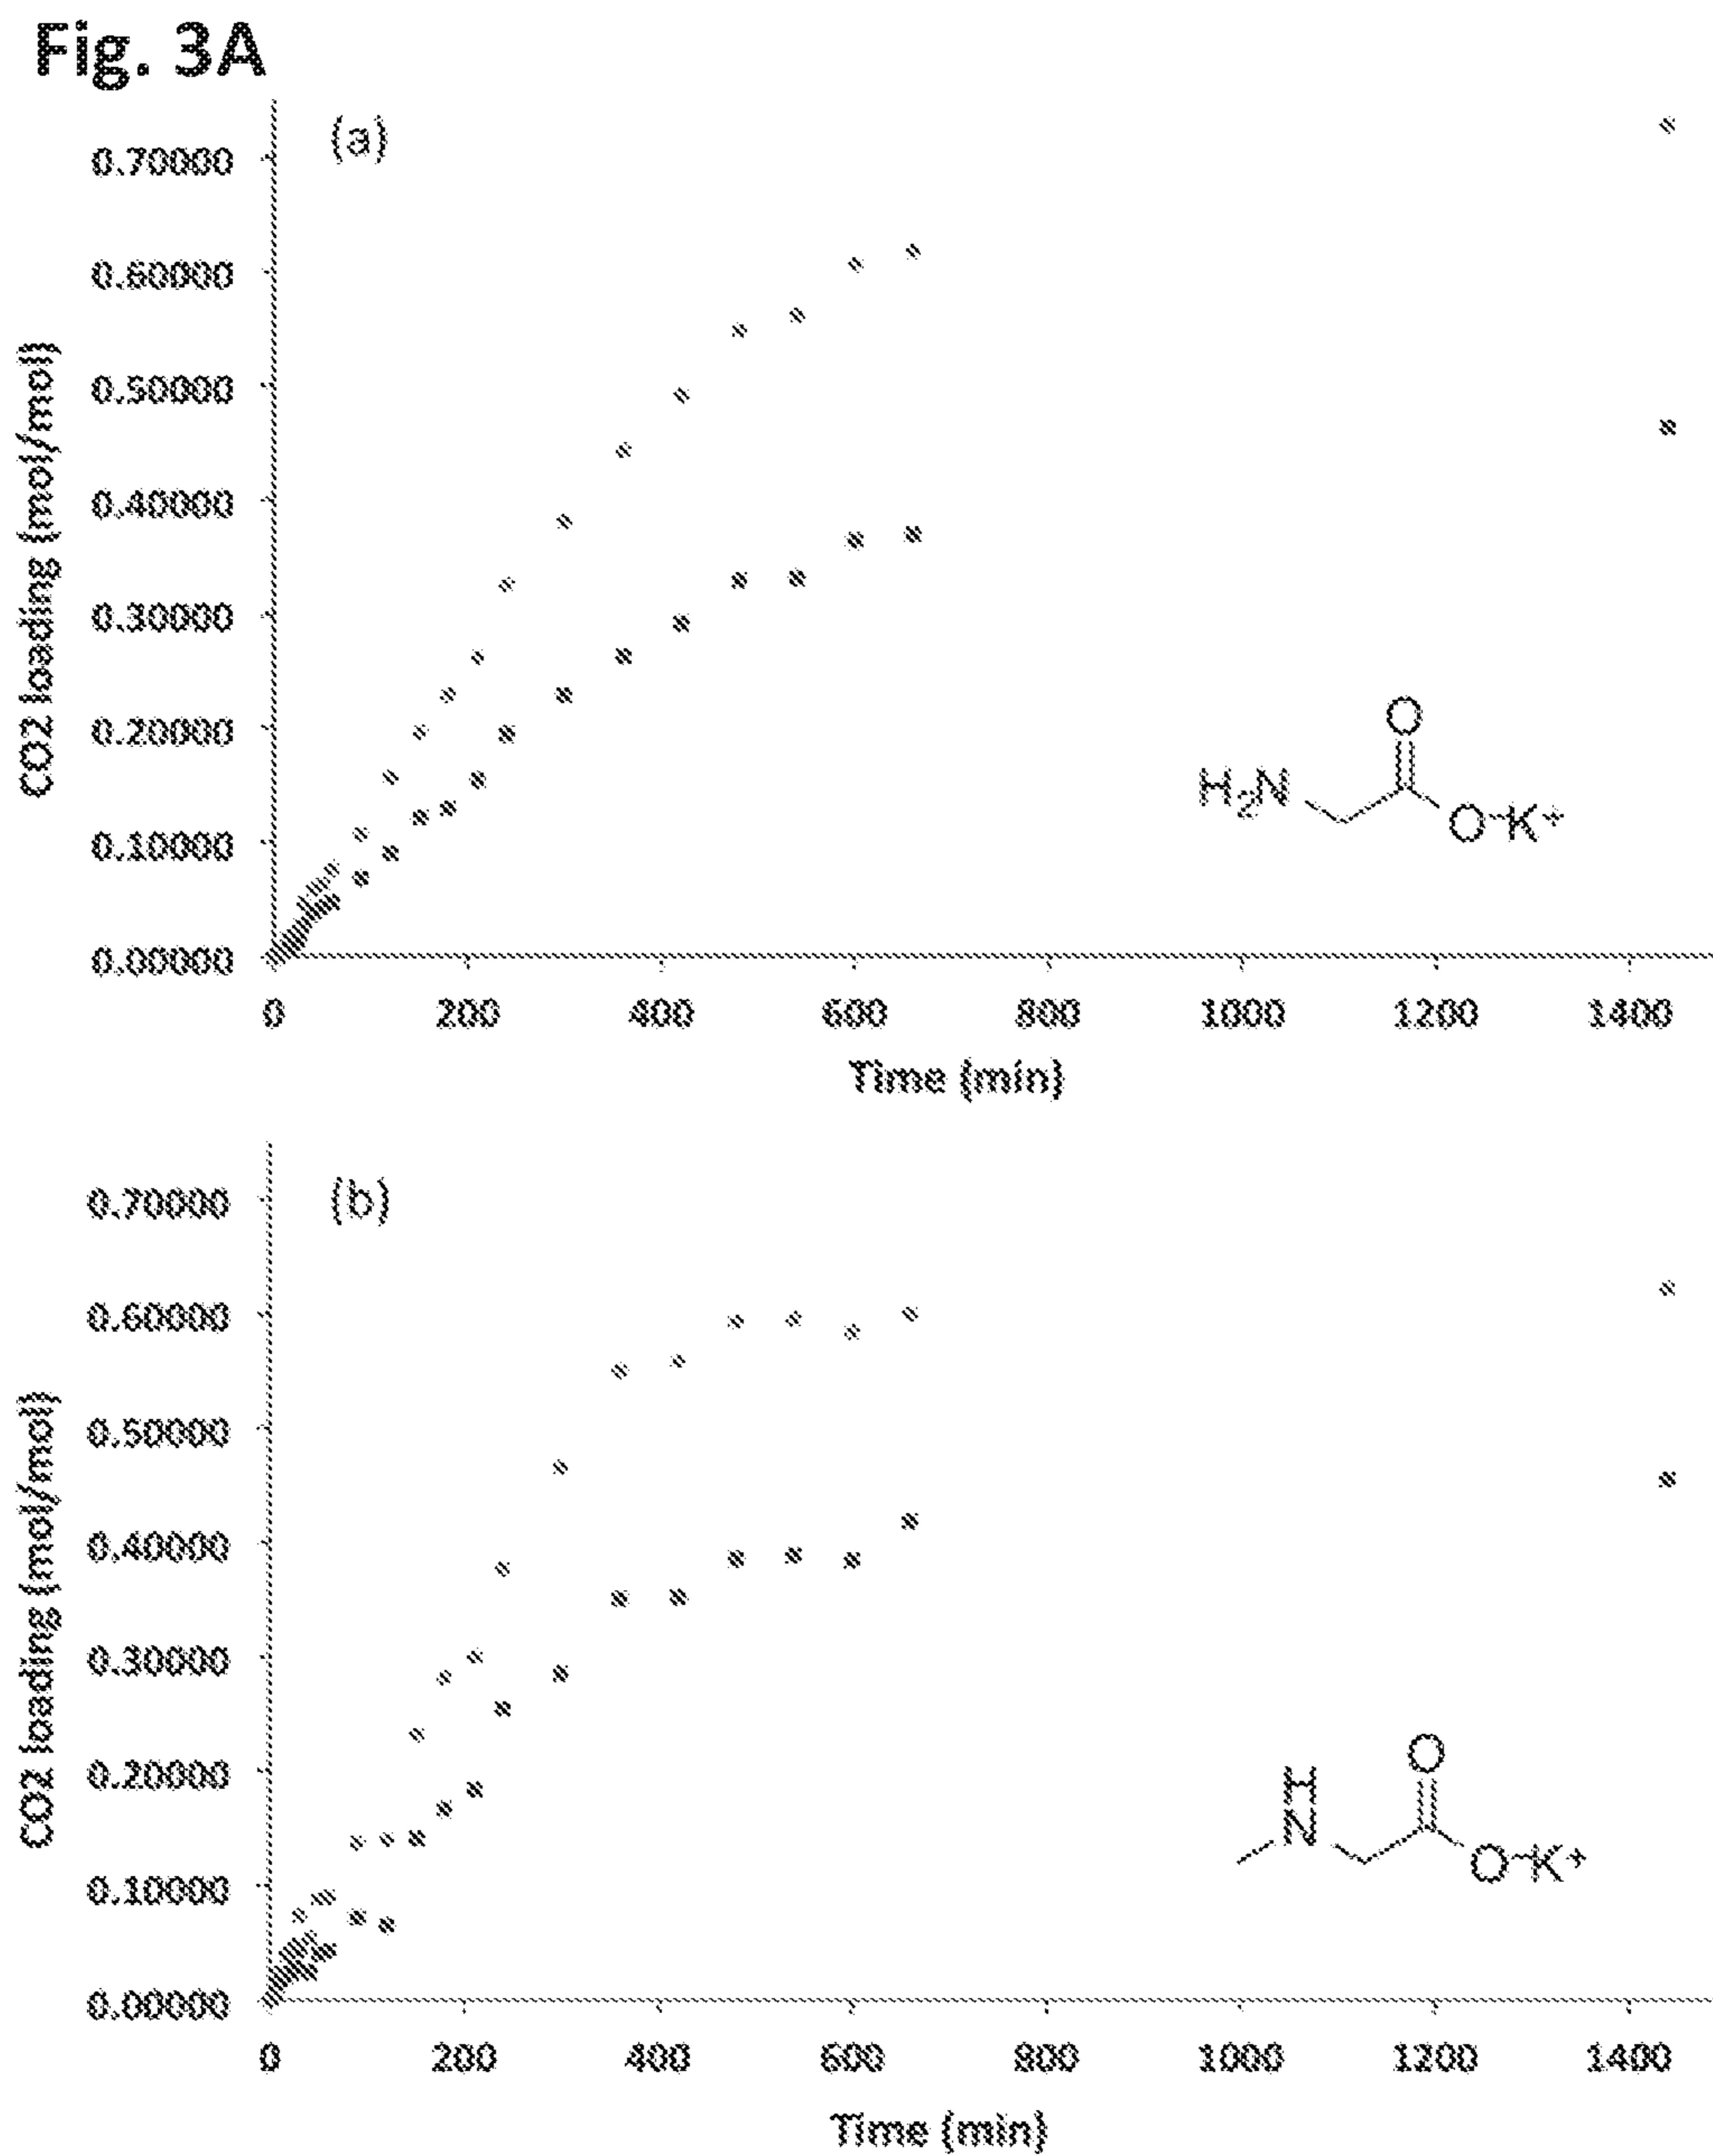 Fig. 3A
(a)
0.70000
0.60000
0.50000
0.40000
0.30000
0.20000
0.10000
0.00000
CO2 loading (mol/mol)
0 200 400 600 800 1000 1200 1400
Time (min)
O
H2N
O-K+
(b)
0.70000
0.60000
0.50000
0.40000
0.30000
0.20000
0.10000
0.00000
CO2 loading (mol/mol)
0 200 400 600 800 1000 1200 1400
Time (min)
O
H
N
O-K+